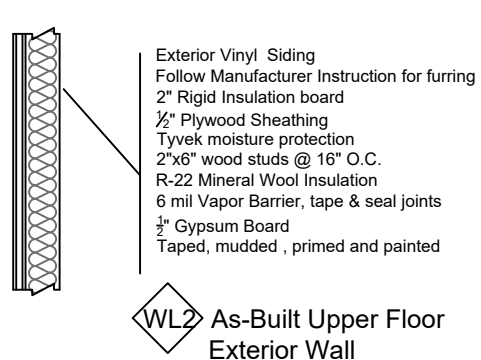 Exterior Vinyl Siding
Follow Manufacturer Instruction for furring
2" Rigid Insulation board
½" Plywood Sheathing
Tyvek moisture protection
2"x6" wood studs @ 16" O.C.
R-22 Mineral Wool Insulation
6 mil Vapor Barrier, tape & seal joints
½" Gypsum Board
Taped, mudded , primed and painted
WL2 As-Built Upper Floor
Exterior Wall